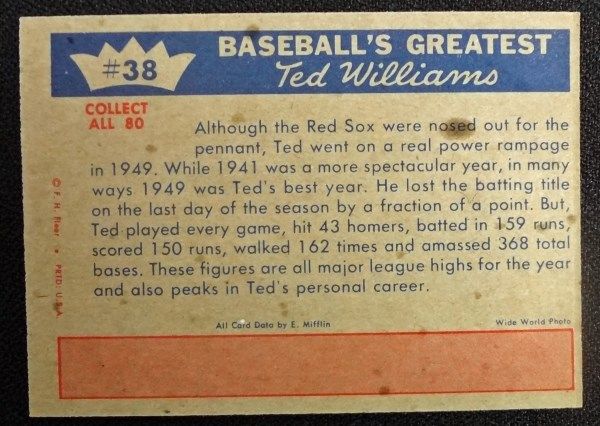 #38
BASEBALL'S GREATEST
Ted Williams
COLLECT
ALL 80
Although the Red Sox were nosed out for the
pennant, Ted went on a real power rampage
in 1949. While 1941 was a more spectacular year, in many
ways 1949 was Ted's best year. He lost the batting title
on the last day of the season by a fraction of a point. But,
Ted played every game, hit 43 homers, batted in 159 runs,
scored 150 runs, walked 162 times and amassed 368 total
bases. These figures are all major league highs for the year
and also peaks in Ted's personal career.
© F. H. Fleer • PRTD: U.S.A.
All Card Data by E. Mifflin
Wide World Photo